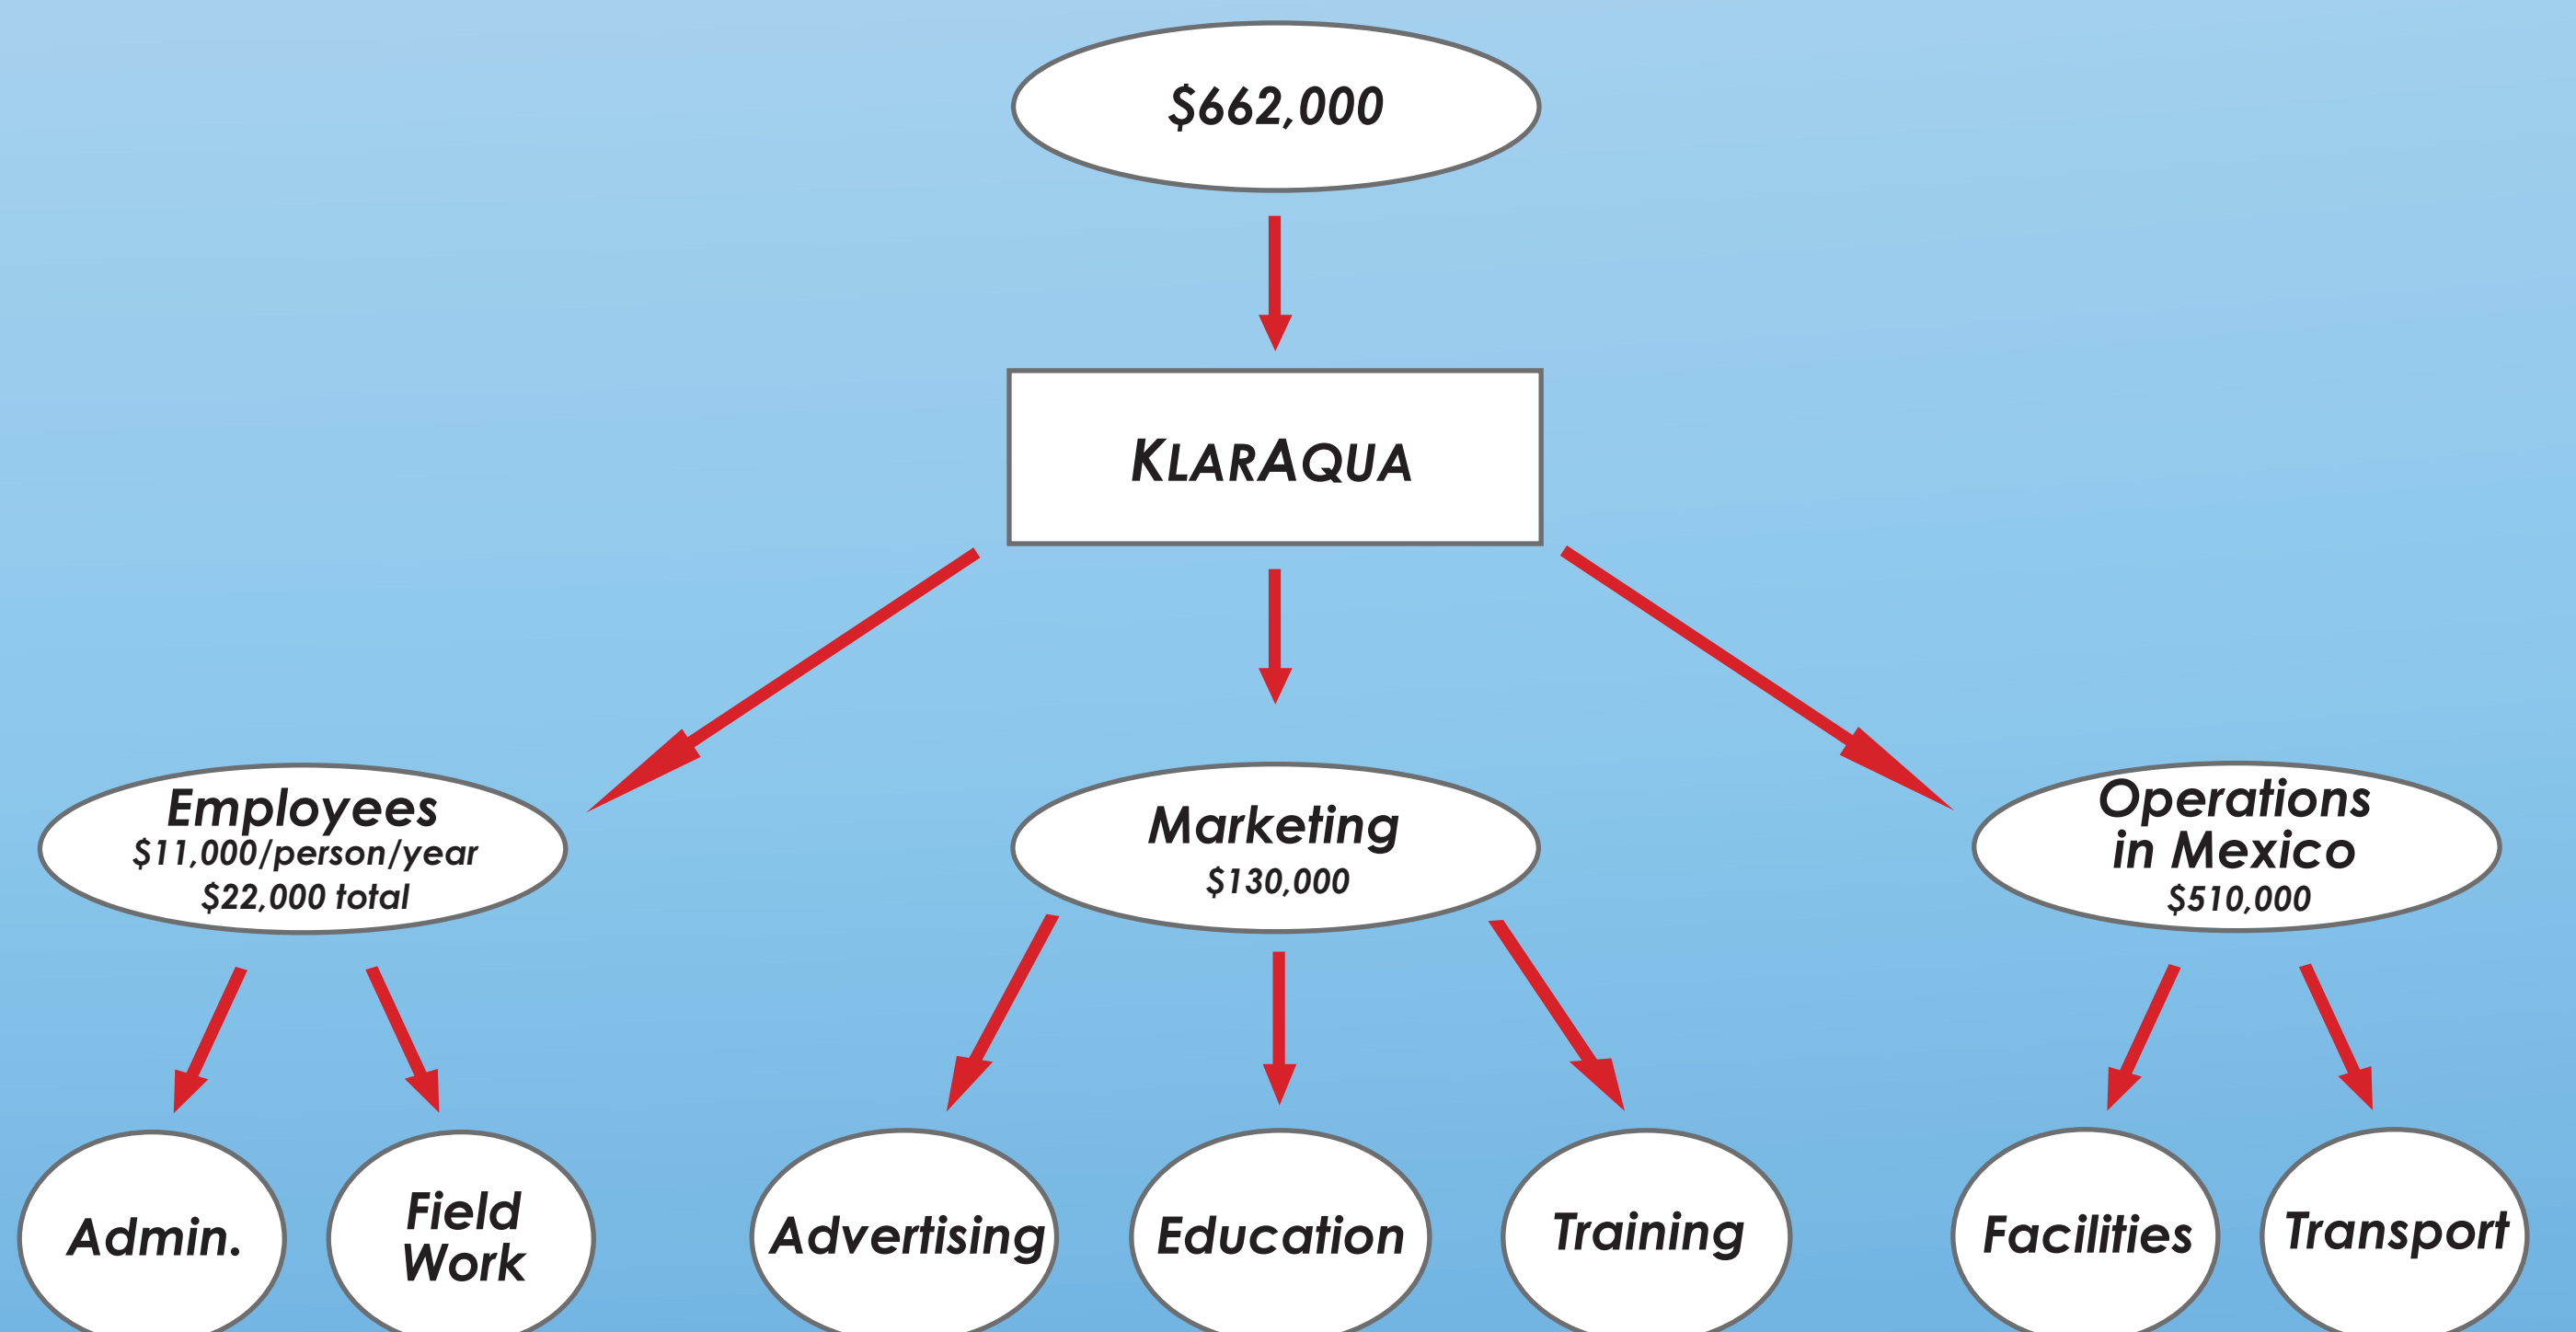 $662,000
KLARAQUA
Employees
$11,000/person/year
$22,000 total
Marketing
$130,000
Operations
in Mexico
$510,000
Admin.
Field
Work
Advertising
Education
Training
Facilities
Transport